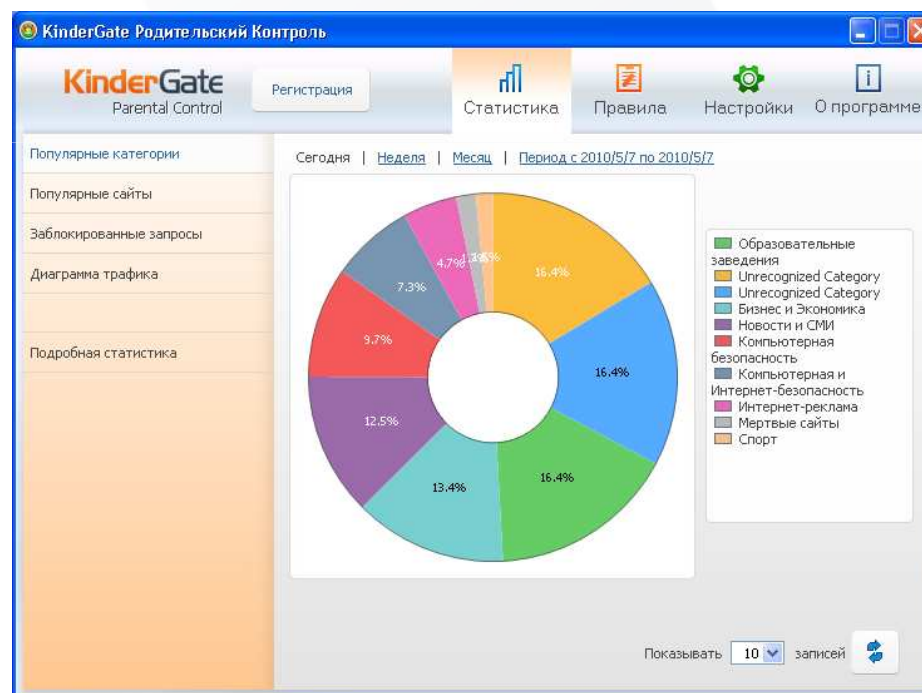 KinderGate Родительский Контроль
KinderGate
Parental Control
Регистрация
Статистика
Правила
Настройки
О программе
Популярные категории
Популярные сайты
Заблокированные запросы
Диаграмма трафика
Подробная статистика
Сегодня | Неделя | Месяц | Период с 2010/5/7 по 2010/5/7
16.4%
16.4%
16.4%
13.4%
12.5%
9.7%
7.3%
4.7%
Образовательные
заведения
Unrecognized Category
Unrecognized Category
Бизнес и Экономика
Новости и СМИ
Компьютерная
безопасность
Компьютерная и
Интернет-безопасность
Интернет-реклама
Мертвые сайты
Спорт
Показывать 10 записей